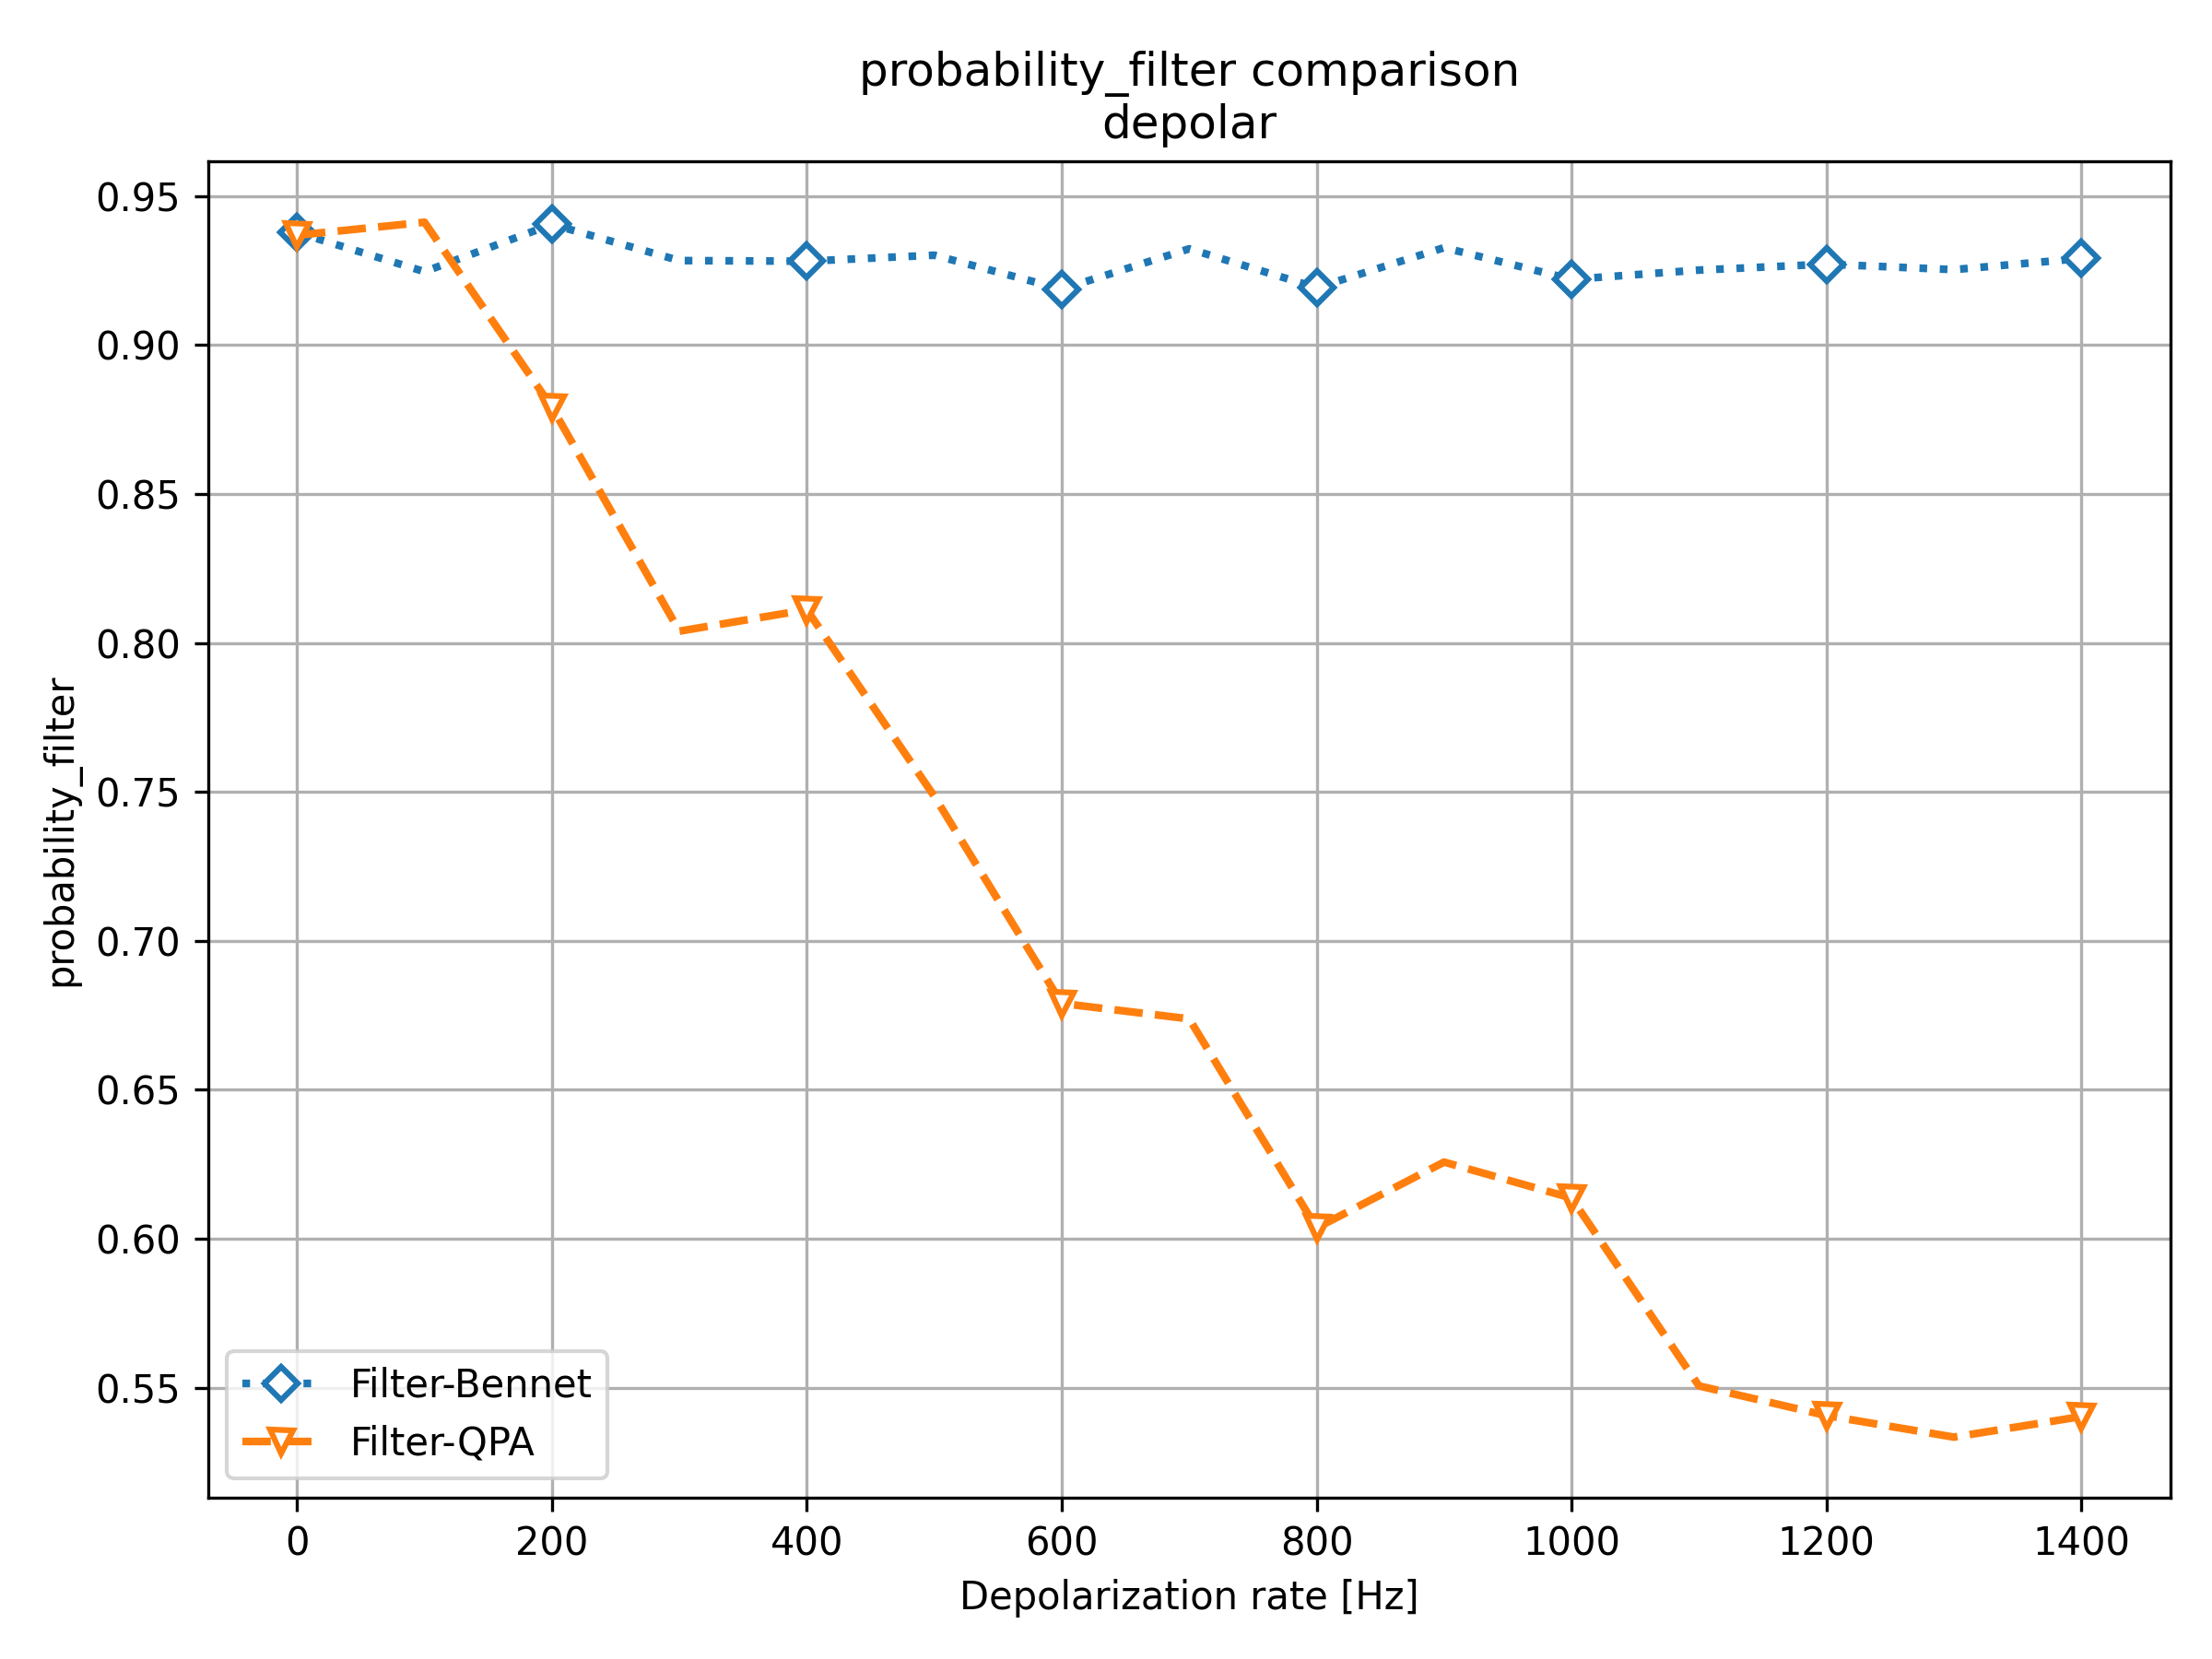 probability_filter comparison
depolar
probability_filter
0.95
0.90
0.85
0.80
0.75
0.70
0.65
0.60
0.55
Filter-Bennet
Filter-QPA
0 200 400 600 800 1000 1200 1400
Depolarization rate [Hz]